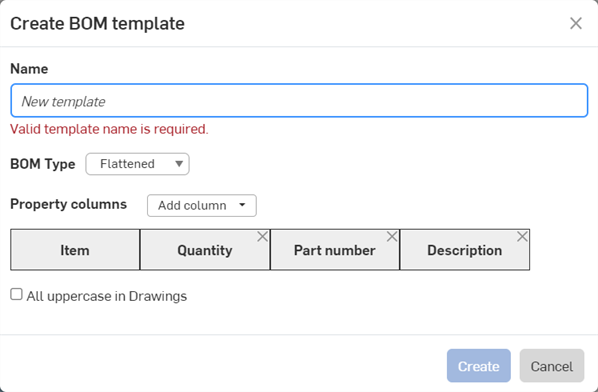 Create BOM template
Name
New template
Valid template name is required.
BOM Type Flattened
Property columns Add column
Item Quantity Part number Description
All uppercase in Drawings
Create Cancel